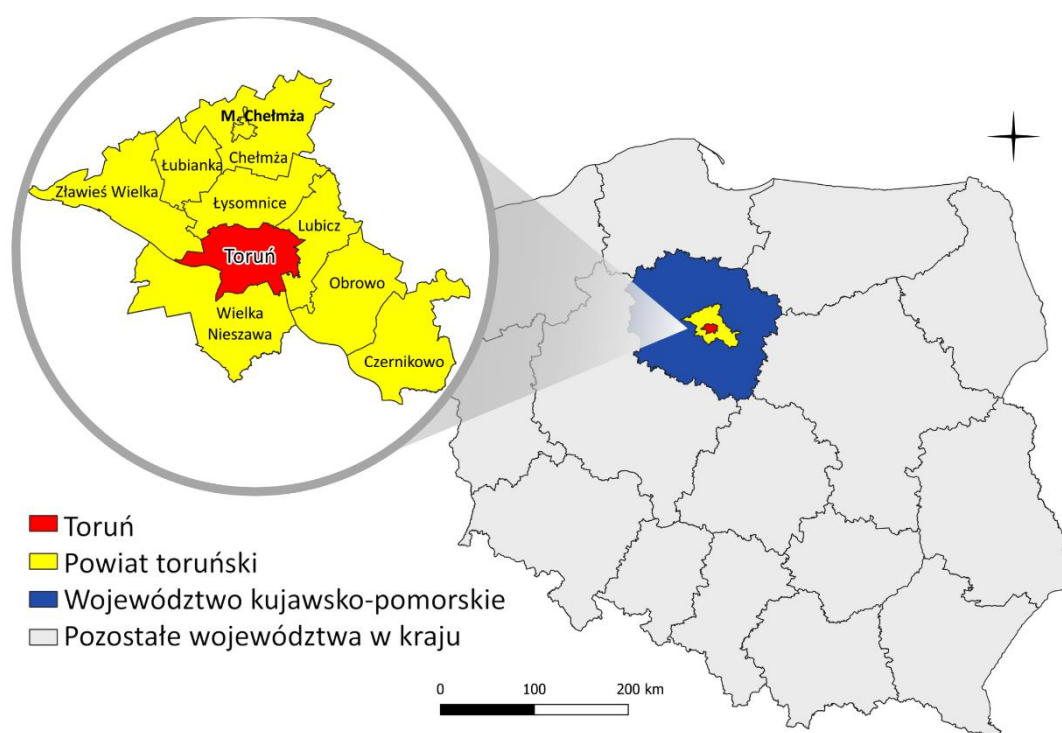 M. Chełmża
Chełmża
Łubianka
Zławieś Wielka
Łysomnice
Lubicz
Toruń
Obrowo
Wielka
Nieszawa
Czernikowo
Toruń
Powiat toruński
Województwo kujawsko-pomorskie
Pozostałe województwa w kraju
0 100 200 km